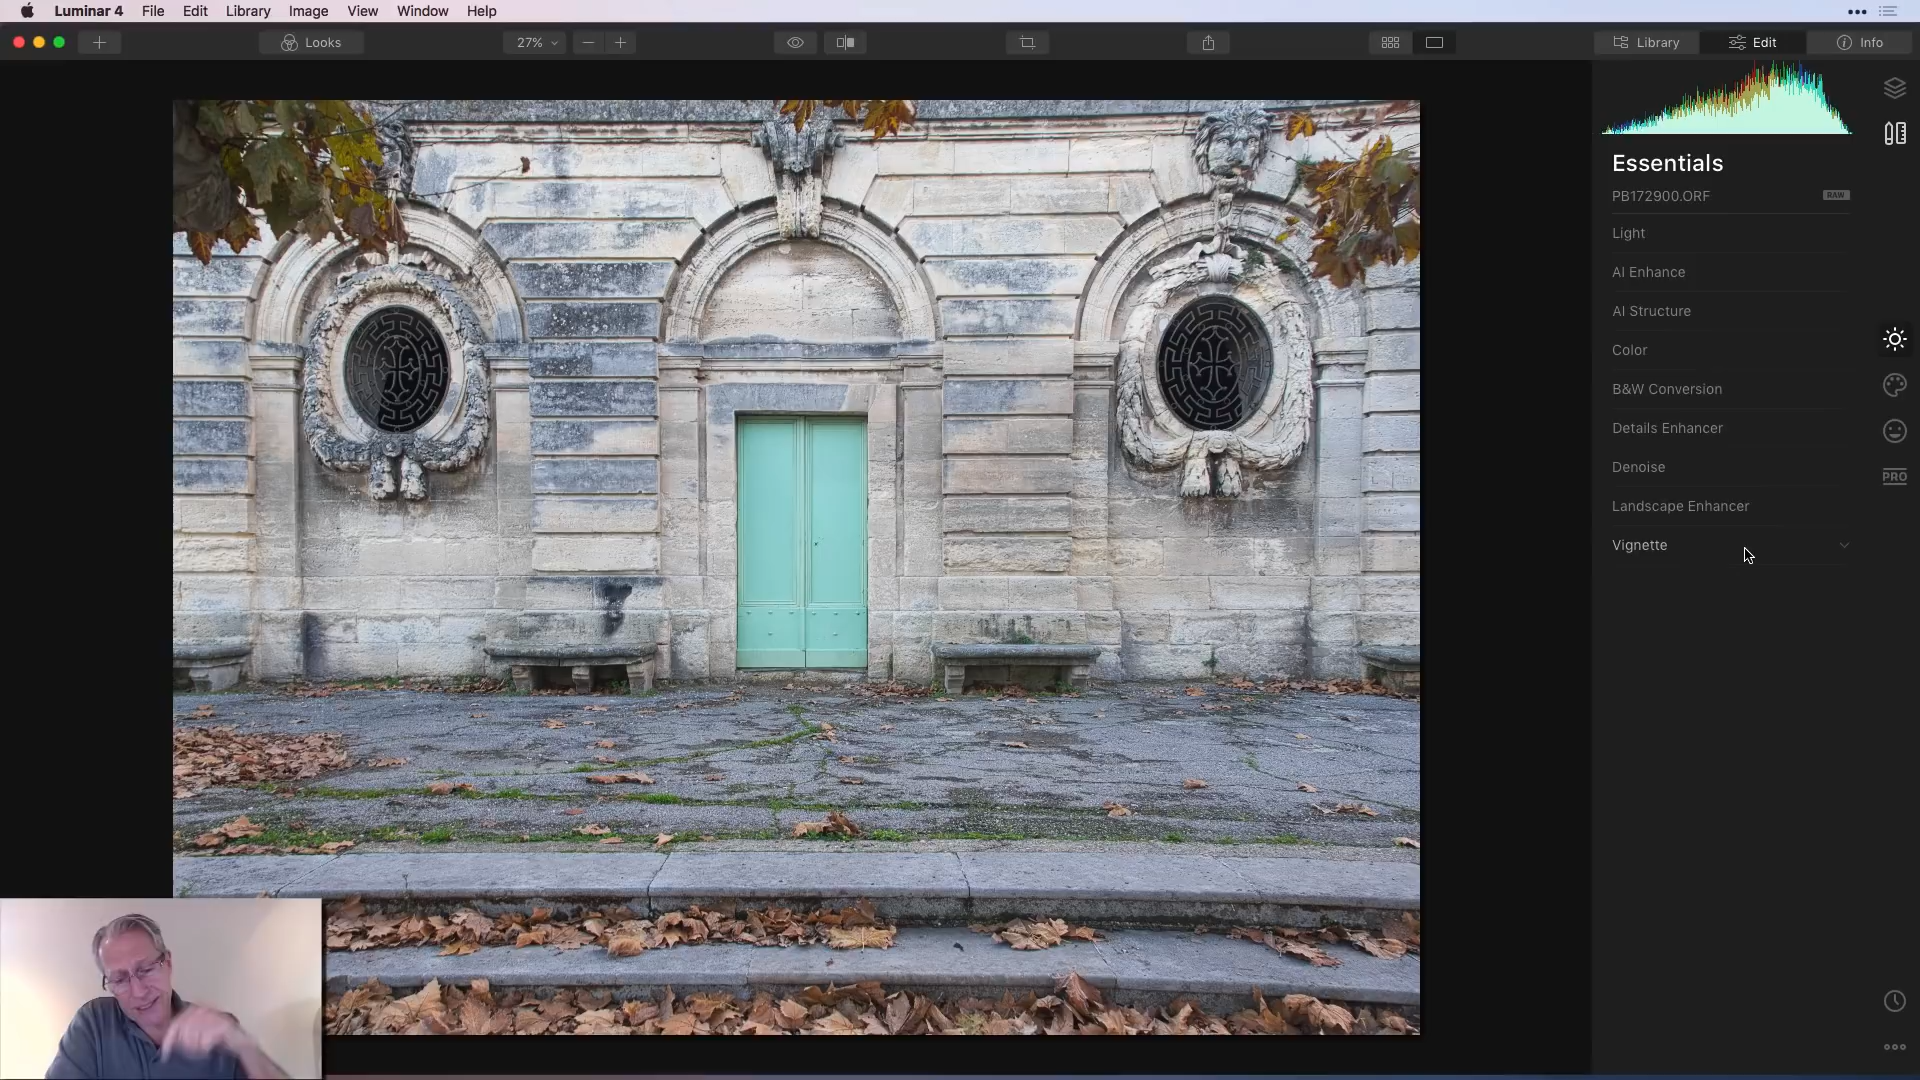 Luminar 4 File Edit Library Image View Window Help
Looks 27% Library Edit Info
Essentials
PB172900.ORF RAW
Light
AI Enhance
AI Structure
Color
B&W Conversion
Details Enhancer
Denoise
PRO
Landscape Enhancer
Vignette